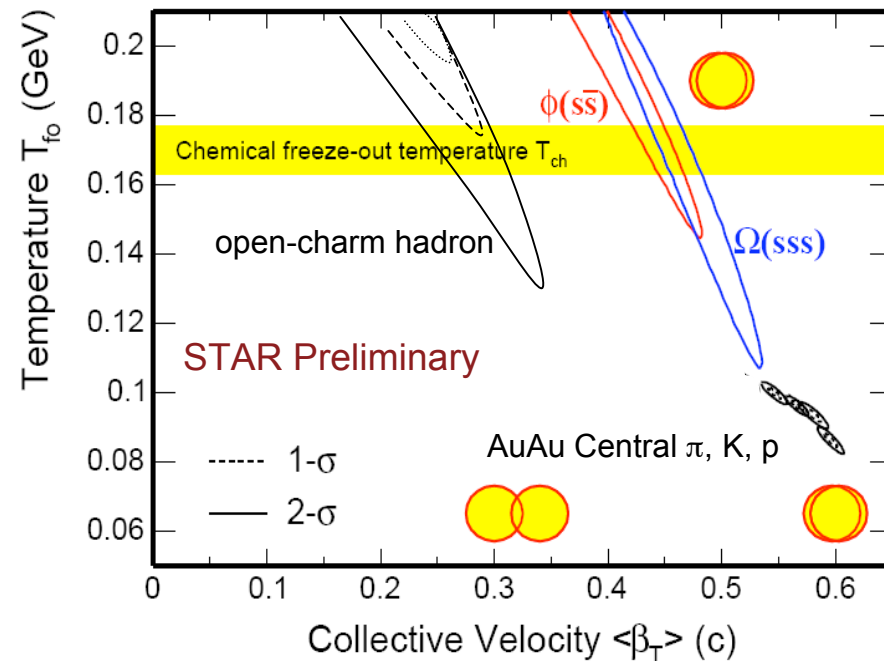 Temperature T_fo (GeV)
0.2
0.18
0.16
0.14
0.12
0.1
0.08
0.06
ϕ(ss̄)
Chemical freeze-out temperature T_ch
open-charm hadron
Ω(sss)
STAR Preliminary
AuAu Central π, K, p
1-σ
2-σ
0 0.1 0.2 0.3 0.4 0.5 0.6
Collective Velocity <β_T> (c)